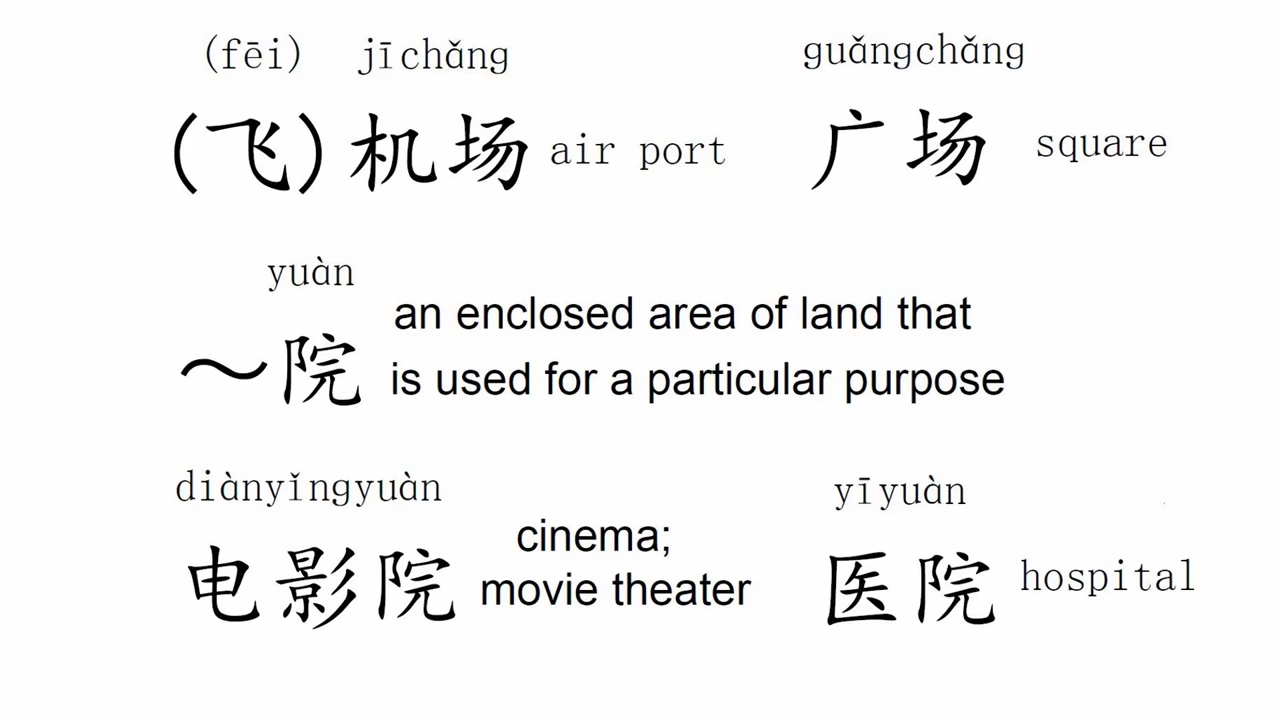 (fēi) jīchǎng guǎngchǎng
(飞)机场 air port 广场 square
yuàn
～院 an enclosed area of land that
is used for a particular purpose
diànyǐngyuàn yīyuàn
电影院 cinema;
movie theater 医院 hospital